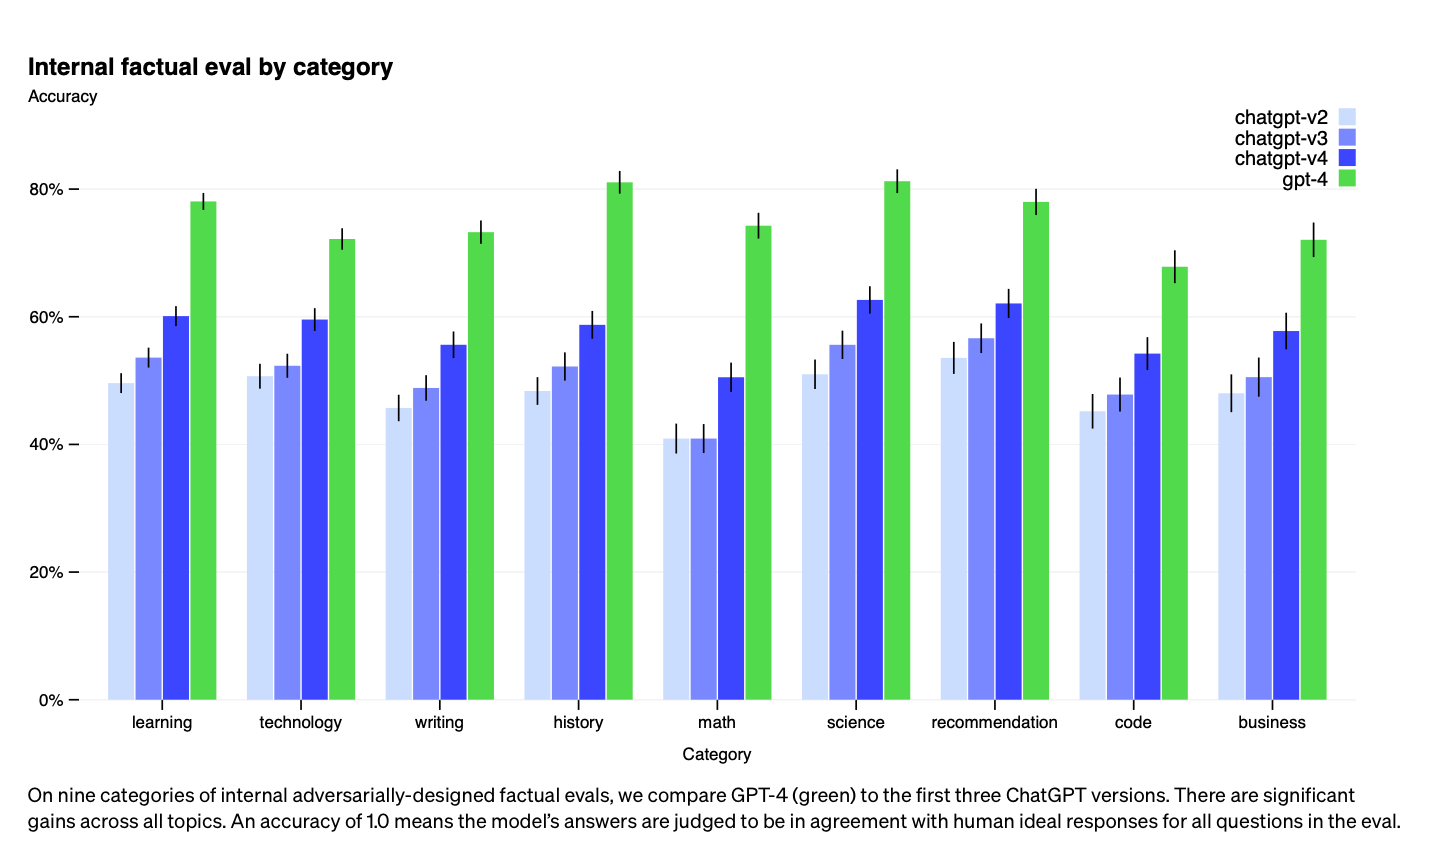 Internal factual eval by category
Accuracy
chatgpt-v2
chatgpt-v3
chatgpt-v4
gpt-4
80%
60%
40%
20%
0%
learning technology writing history math science recommendation code business
Category
On nine categories of internal adversarially-designed factual evals, we compare GPT-4 (green) to the first three ChatGPT versions. There are significant
gains across all topics. An accuracy of 1.0 means the model’s answers are judged to be in agreement with human ideal responses for all questions in the eval.